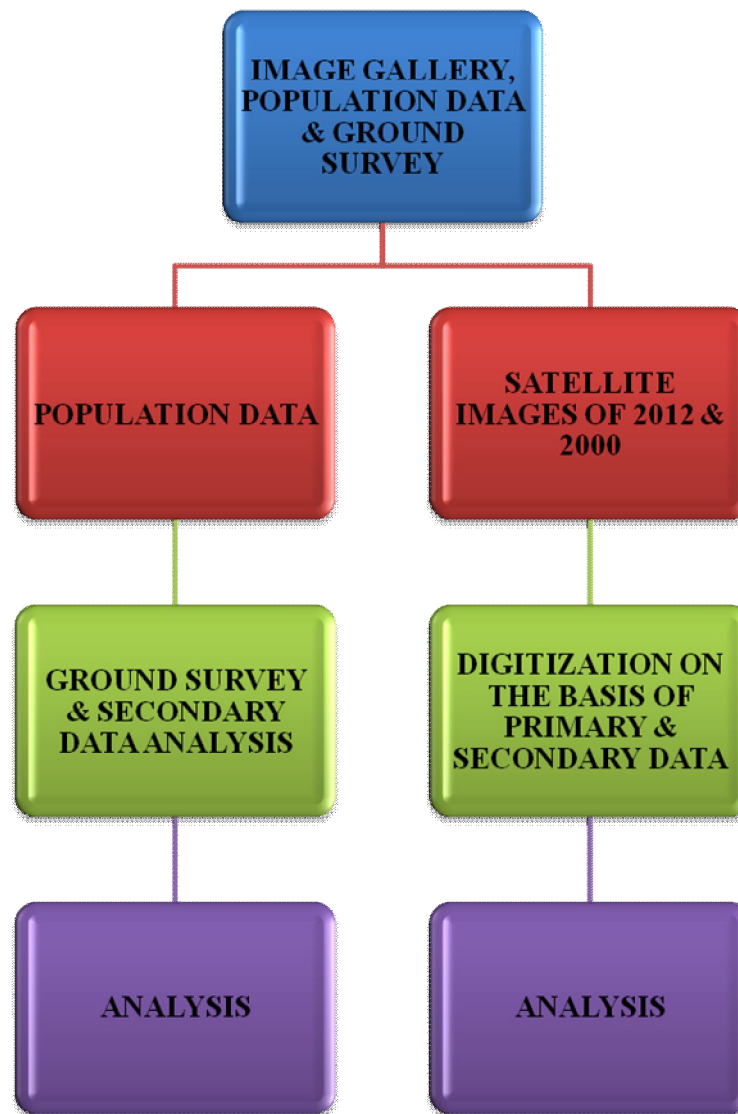 IMAGE GALLERY,
POPULATION DATA
& GROUND
SURVEY
POPULATION DATA
SATELLITE
IMAGES OF 2012 &
2000
GROUND SURVEY
& SECONDARY
DATA ANALYSIS
DIGITIZATION ON
THE BASIS OF
PRIMARY &
SECONDARY DATA
ANALYSIS
ANALYSIS